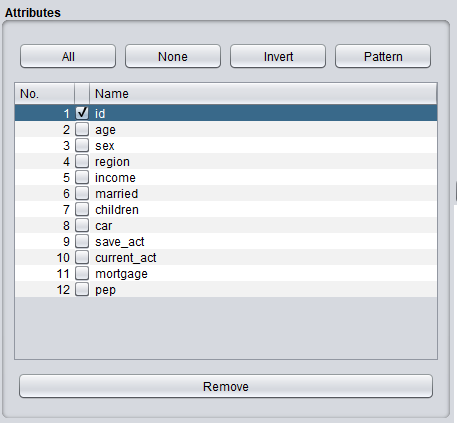 Attributes
All None Invert Pattern
No. Name
1 id
2 age
3 sex
4 region
5 income
6 married
7 children
8 car
9 save_act
10 current_act
11 mortgage
12 pep
Remove